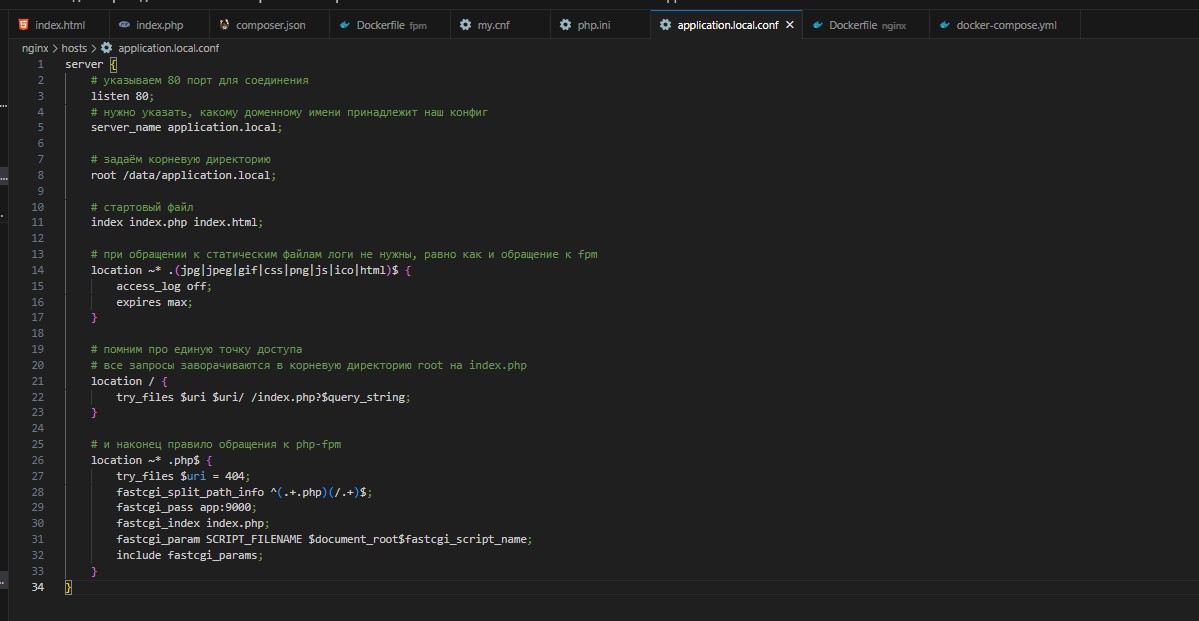 index.html index.php composer.json Dockerfile fpm my.cnf php.ini application.local.conf Dockerfile nginx docker-compose.yml
nginx > hosts > application.local.conf
1 server {
2 # указываем 80 порт для соединения
3 listen 80;
4 # нужно указать, какому доменному имени принадлежит наш конфиг
5 server_name application.local;
6
7 # задаём корневую директорию
8 root /data/application.local;
9
10 # стартовый файл
11 index index.php index.html;
12
13 # при обращении к статическим файлам логи не нужны, равно как и обращение к fpm
14 location ~* .(jpg|jpeg|gif|css|png|js|ico|html)$ {
15 access_log off;
16 expires max;
17 }
18
19 # помним про единую точку доступа
20 # все запросы заворачиваются в корневую директорию root на index.php
21 location / {
22 try_files $uri $uri/ /index.php?$query_string;
23 }
24
25 # и наконец правило обращения к php-fpm
26 location ~* .php$ {
27 try_files $uri = 404;
28 fastcgi_split_path_info ^(.+.php)(/.+)$;
29 fastcgi_pass app:9000;
30 fastcgi_index index.php;
31 fastcgi_param SCRIPT_FILENAME $document_root$fastcgi_script_name;
32 include fastcgi_params;
33 }
34 }